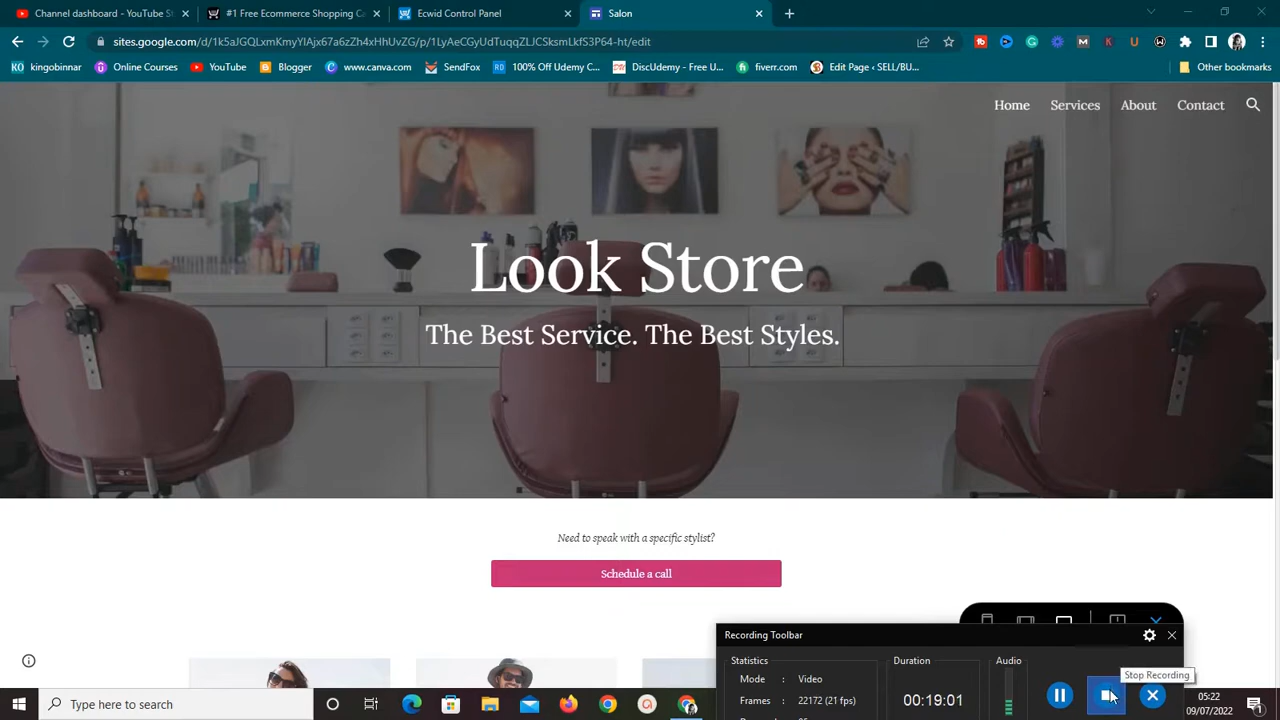 Channel dashboard - YouTube St
#1 Free Ecommerce Shopping Ca
Ecwid Control Panel
Salon
sites.google.com/d/1k5aJGQLxmKmyYIAjx67a6zZh4xHhUvZG/p/1LyAeCGyUdTuqqZLJCSksmLkfS3P64-ht/edit
kingobinnar
Online Courses
YouTube
Blogger
www.canva.com
SendFox
100% Off Udemy C...
DiscUdemy - Free U...
fiverr.com
Edit Page ‹ SELL/BU...
Other bookmarks
Home
Services
About
Contact
Look Store
The Best Service. The Best Styles.
Need to speak with a specific stylist?
Schedule a call
Recording Toolbar
Statistics
Duration
Audio
Mode : Video
Frames : 22172 (21 fps)
00:19:01
Stop Recording
Type here to search
05:22
09/07/2022